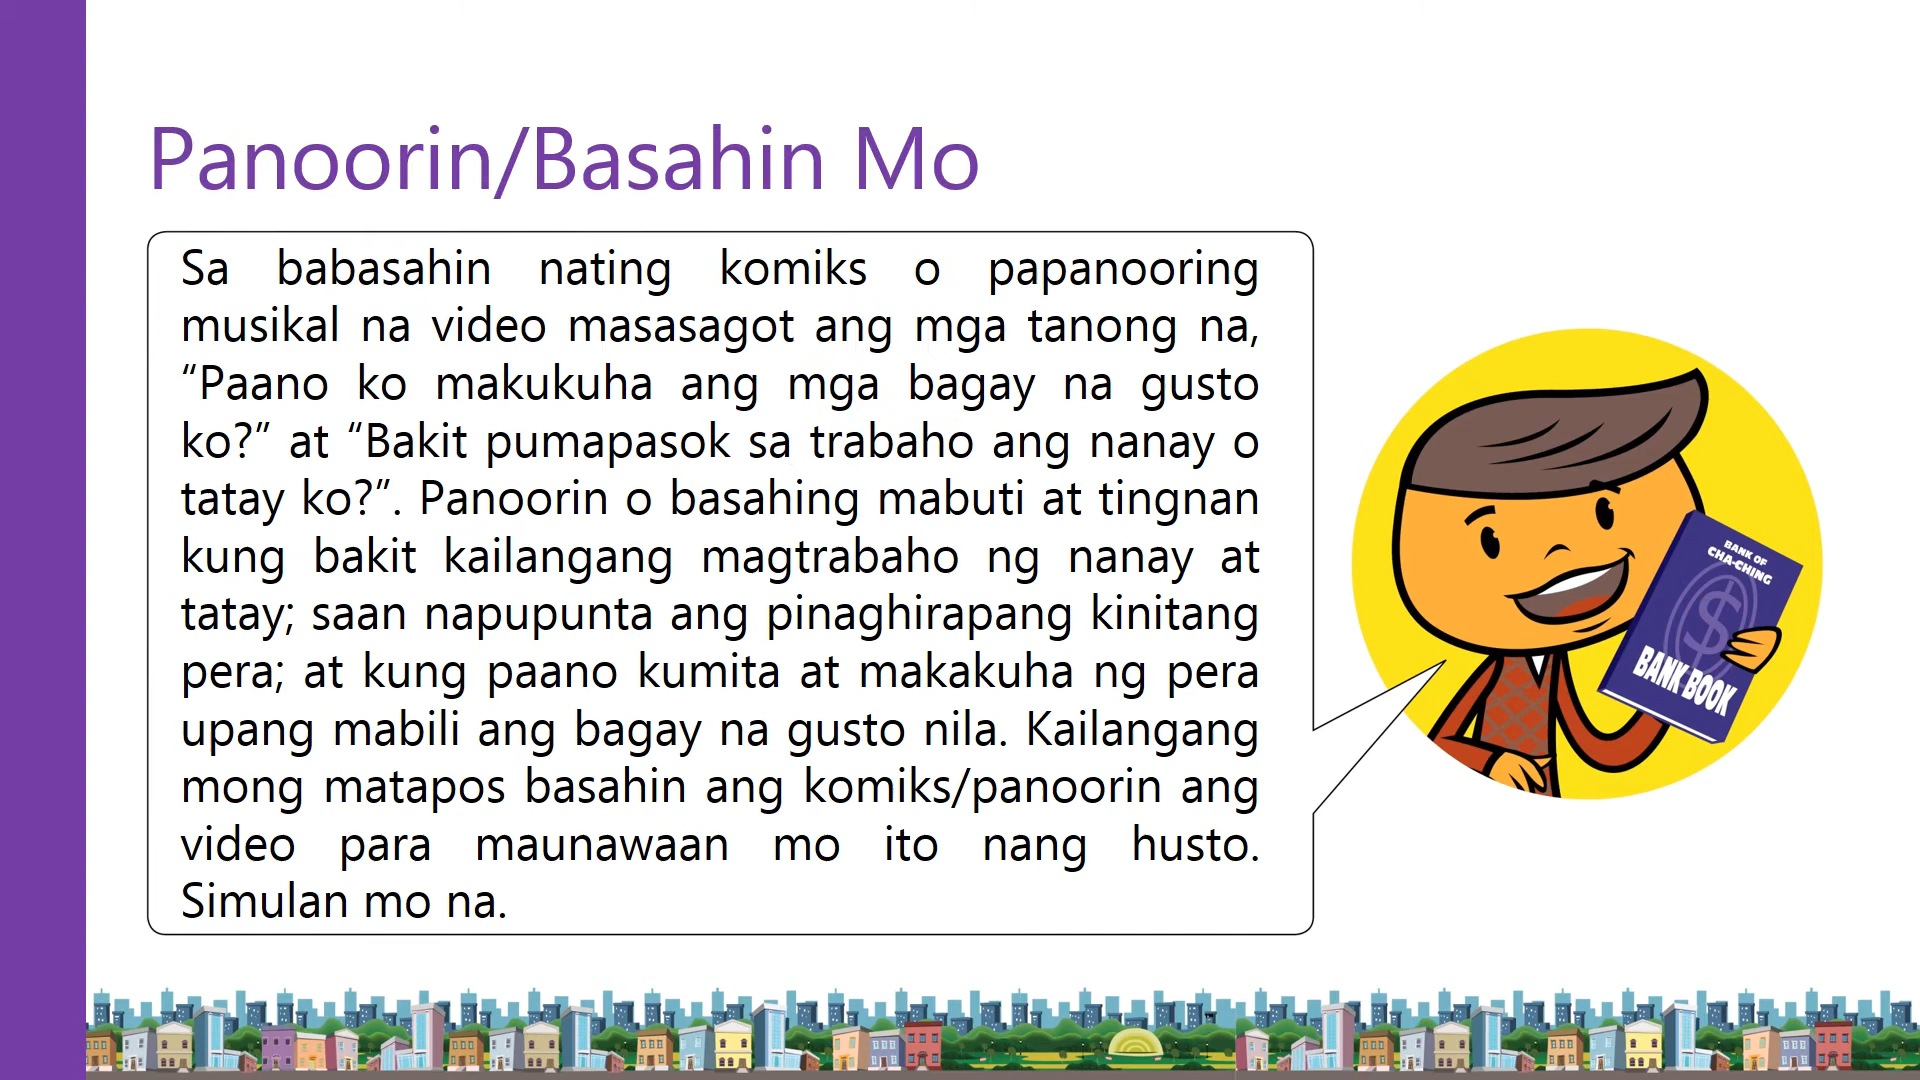 Panoorin/Basahin Mo
Sa babasahin nating komiks o papanooring
musikal na video masasagot ang mga tanong na,
“Paano ko makukuha ang mga bagay na gusto
ko?” at “Bakit pumapasok sa trabaho ang nanay o
tatay ko?”. Panoorin o basahing mabuti at tingnan
kung bakit kailangang magtrabaho ng nanay at
tatay; saan napupunta ang pinaghirapang kinitang
pera; at kung paano kumita at makakuha ng pera
upang mabili ang bagay na gusto nila. Kailangang
mong matapos basahin ang komiks/panoorin ang
video para maunawaan mo ito nang husto.
Simulan mo na.
BANK OF
CHA-CHING
$
BANK BOOK